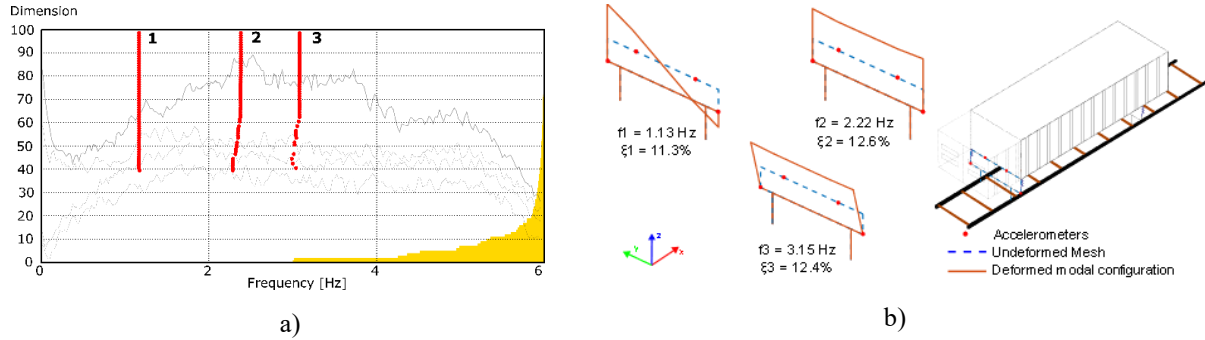 Dimension
100
90
80
70
60
50
40
30
20
10
0
1
2
3
0
2
4
6
Frequency [Hz]
a)
f1 = 1.13 Hz
ξ1 = 11.3%
f2 = 2.22 Hz
ξ2 = 12.6%
f3 = 3.15 Hz
ξ3 = 12.4%
Z
Y
X
Accelerometers
Undeformed Mesh
Deformed modal configuration
b)